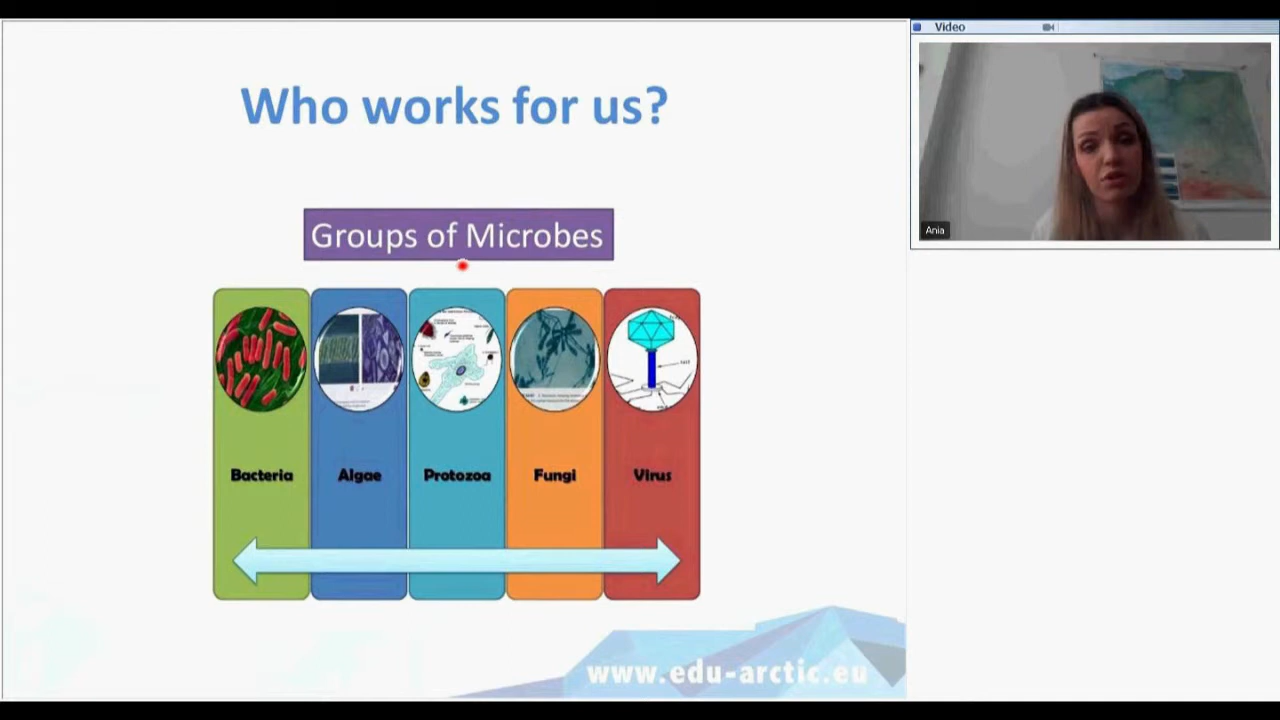 Who works for us?
Groups of Microbes
Bacteria
Algae
Protozoa
Fungi
Virus
www.edu-arctic.eu
Video
Ania